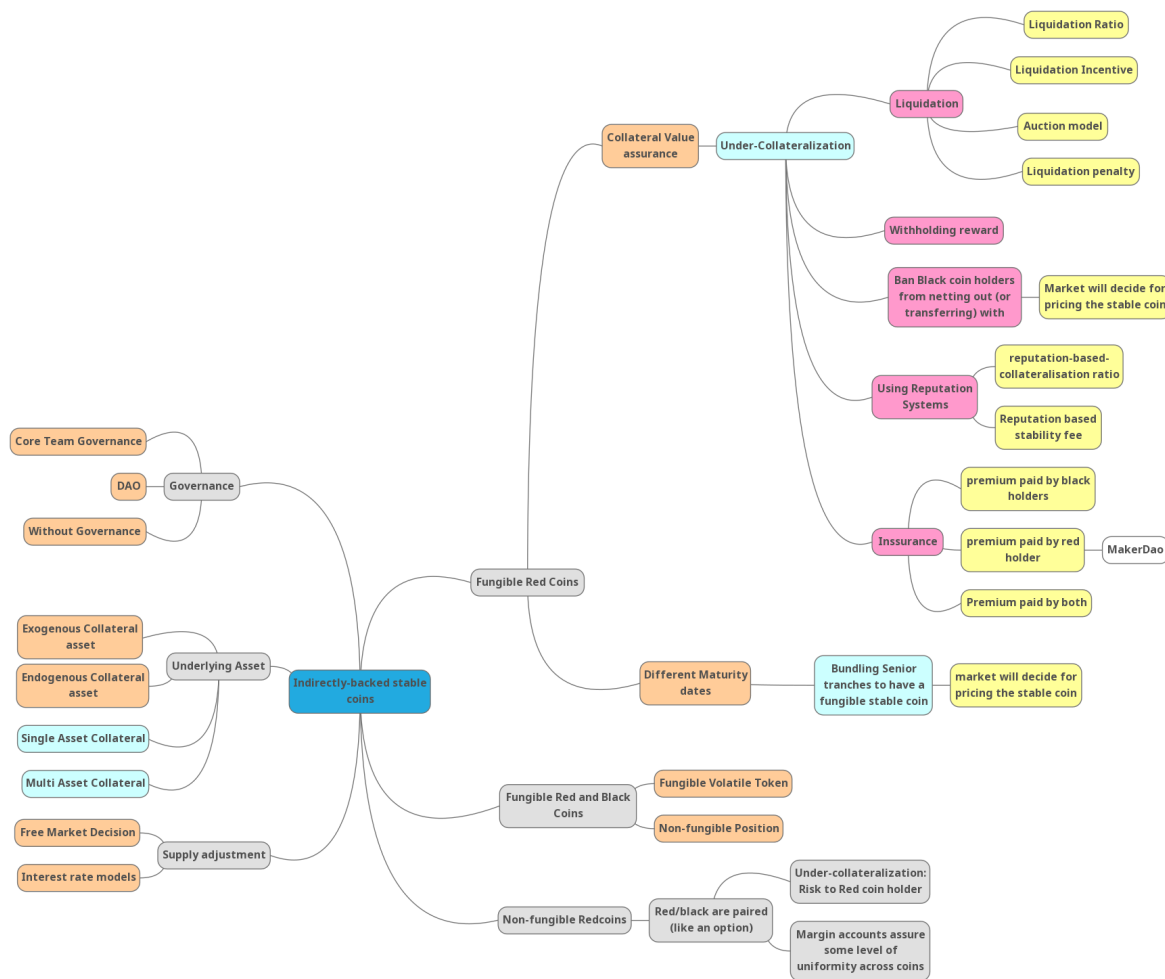 Liquidation Ratio
Liquidation Incentive
Liquidation
Auction model
Liquidation penalty
Collateral Value
assurance
Under-Collateralization
Withholding reward
Ban Black coin holders
from netting out (or
transferring) with
Market will decide for
pricing the stable coin
reputation-based-
collateralisation ratio
Using Reputation
Systems
Reputation based
stability fee
premium paid by black
holders
Inssurance
premium paid by red
holder
MakerDao
Premium paid by both
Core Team Governance
DAO
Governance
Without Governance
Fungible Red Coins
Exogenous Collateral
asset
Underlying Asset
Endogenous Collateral
asset
Single Asset Collateral
Multi Asset Collateral
Indirectly-backed stable
coins
Different Maturity
dates
Bundling Senior
tranches to have a
fungible stable coin
market will decide for
pricing the stable coin
Free Market Decision
Supply adjustment
Interest rate models
Fungible Red and Black
Coins
Fungible Volatile Token
Non-fungible Position
Non-fungible Redcoins
Red/black are paired
(like an option)
Under-collateralization:
Risk to Red coin holder
Margin accounts assure
some level of
uniformity across coins